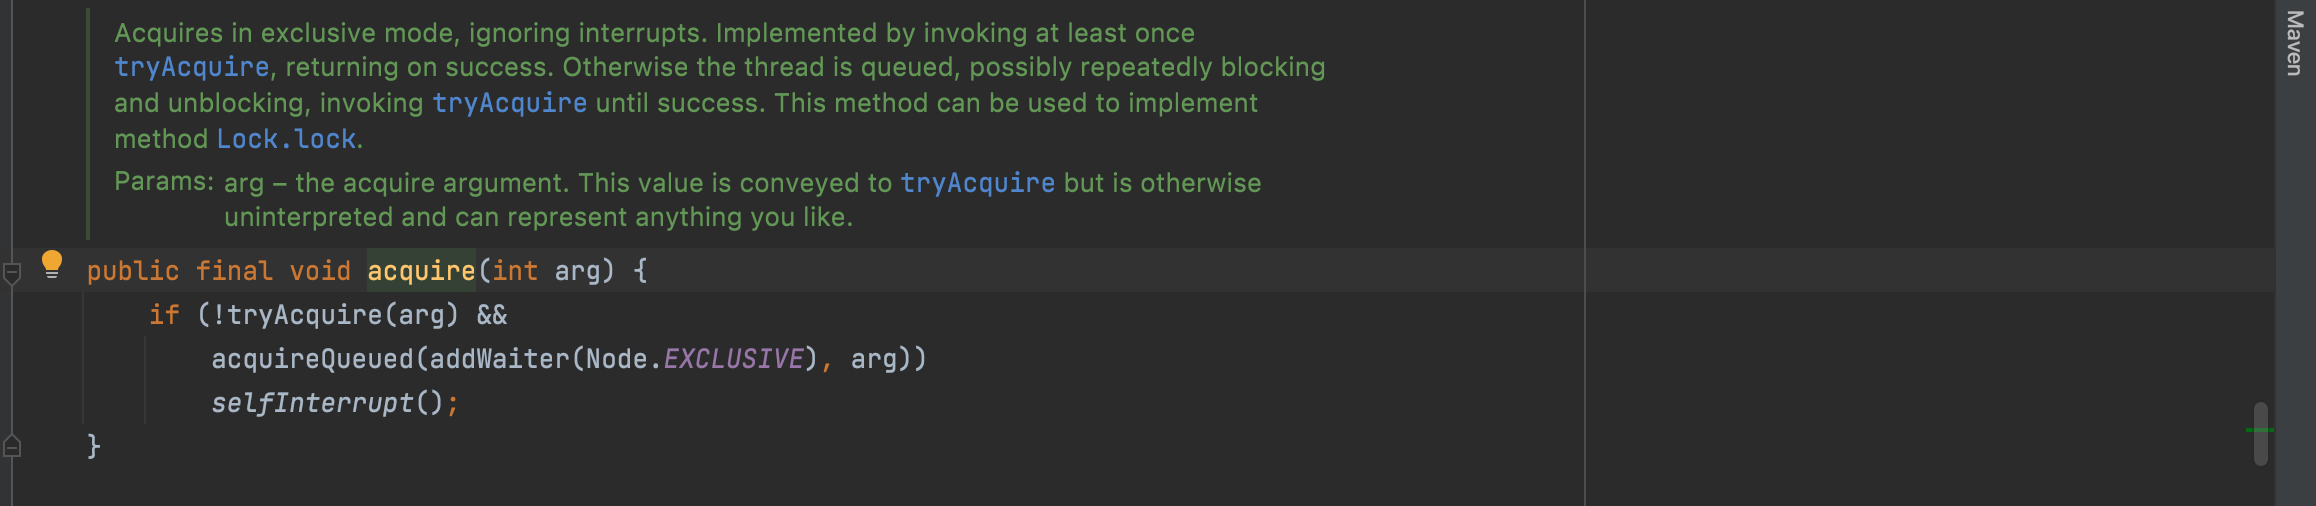 Acquires in exclusive mode, ignoring interrupts. Implemented by invoking at least once
tryAcquire, returning on success. Otherwise the thread is queued, possibly repeatedly blocking
and unblocking, invoking tryAcquire until success. This method can be used to implement
method Lock.lock.
Params: arg – the acquire argument. This value is conveyed to tryAcquire but is otherwise
uninterpreted and can represent anything you like.
public final void acquire(int arg) {
    if (!tryAcquire(arg) &&
        acquireQueued(addWaiter(Node.EXCLUSIVE), arg))
        selfInterrupt();
}
Maven